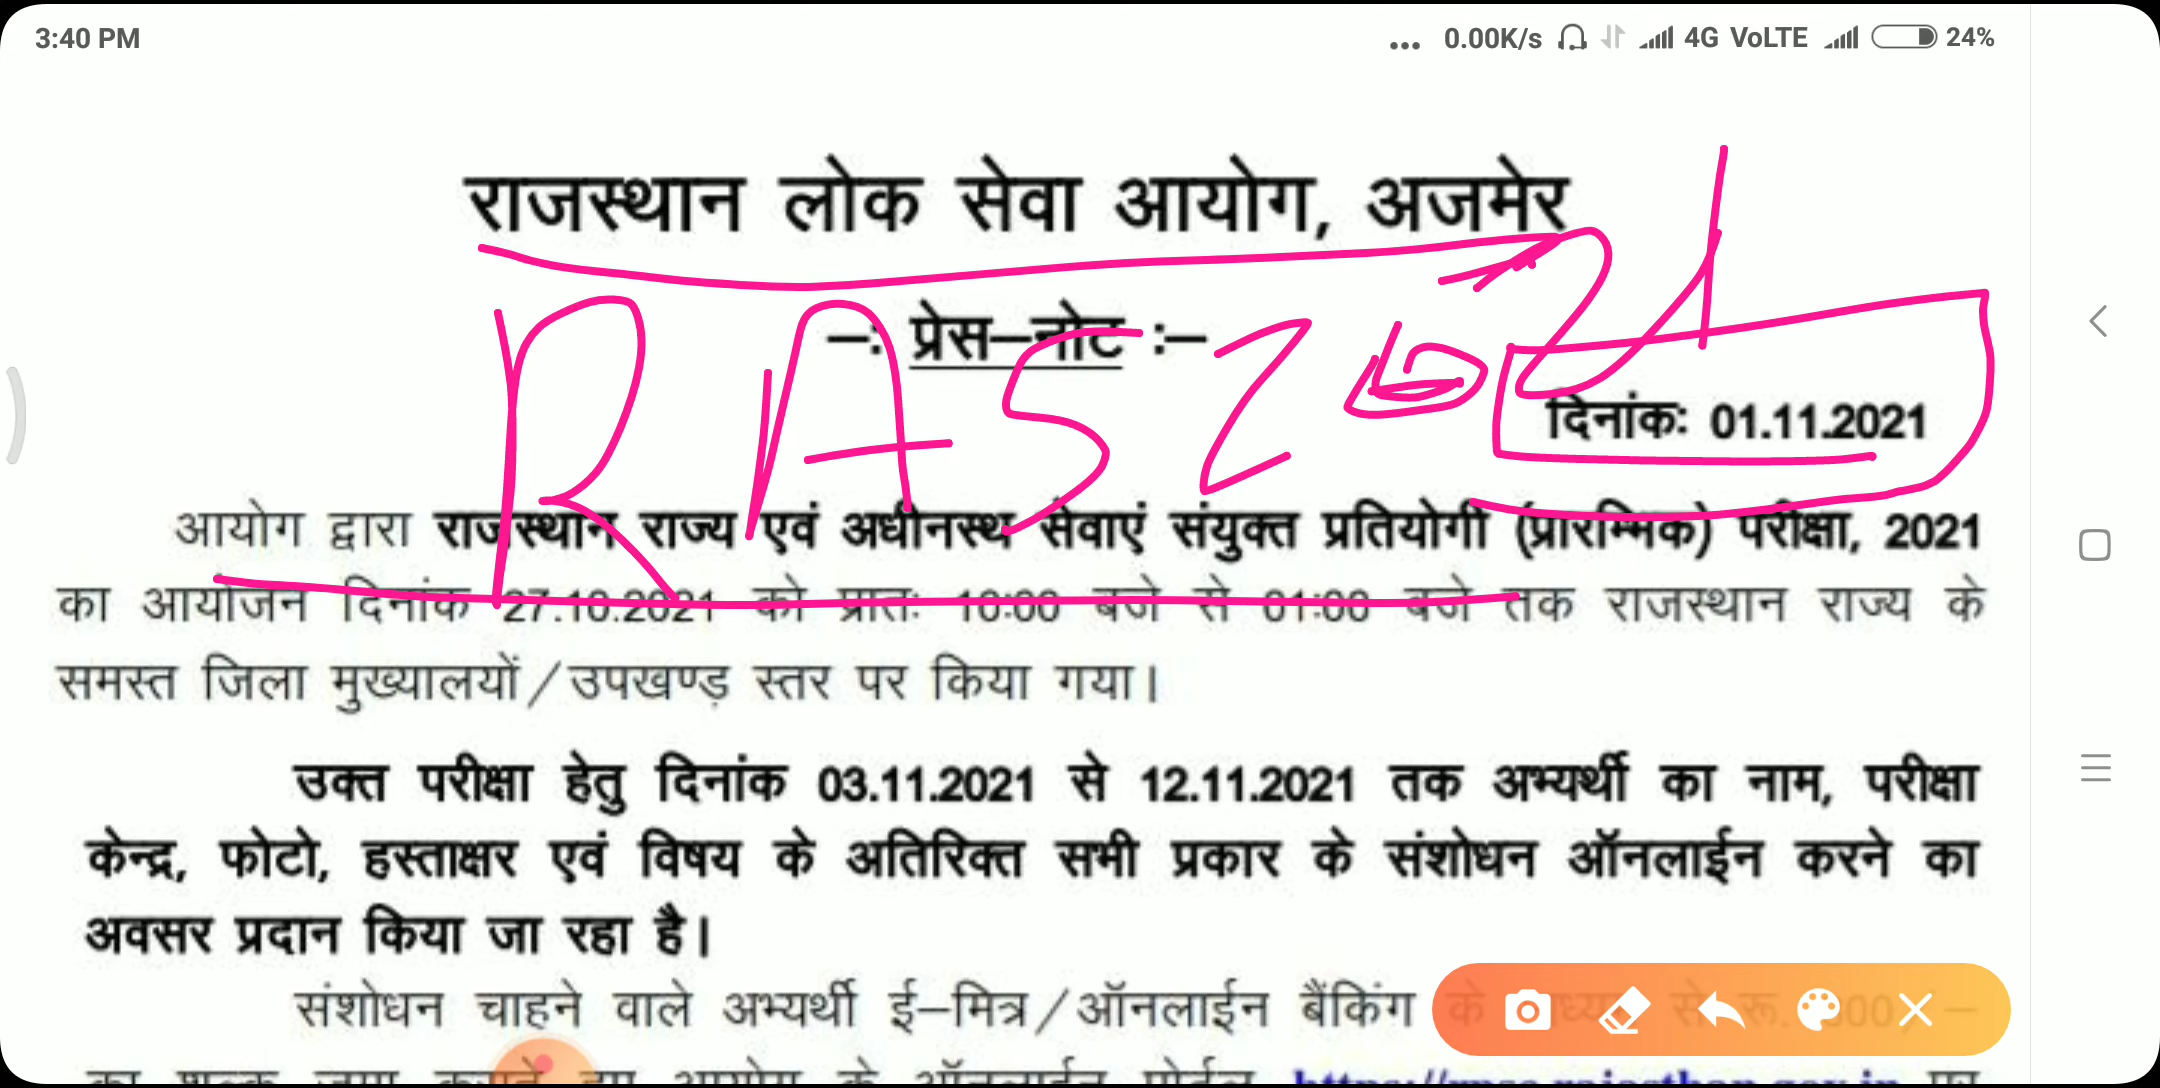 3:40 PM ... 0.00K/s 4G VoLTE 24%
राजस्थान लोक सेवा आयोग, अजमेर
–: प्रेस–नोट :–
RAS 2021
दिनांक: 01.11.2021
आयोग द्वारा राजस्थान राज्य एवं अधीनस्थ सेवाएं संयुक्त प्रतियोगी (प्रारम्भिक) परीक्षा, 2021
का आयोजन दिनांक 27.10.2021 को प्रातः 10:00 बजे से 01:00 बजे तक राजस्थान राज्य के
समस्त जिला मुख्यालयों/उपखण्ड़ स्तर पर किया गया।
उक्त परीक्षा हेतु दिनांक 03.11.2021 से 12.11.2021 तक अभ्यर्थी का नाम, परीक्षा
केन्द्र, फोटो, हस्ताक्षर एवं विषय के अतिरिक्त सभी प्रकार के संशोधन ऑनलाईन करने का
अवसर प्रदान किया जा रहा है।
संशोधन चाहने वाले अभ्यर्थी ई–मित्र/ऑनलाईन बैंकिंग के माध्यम से रू.